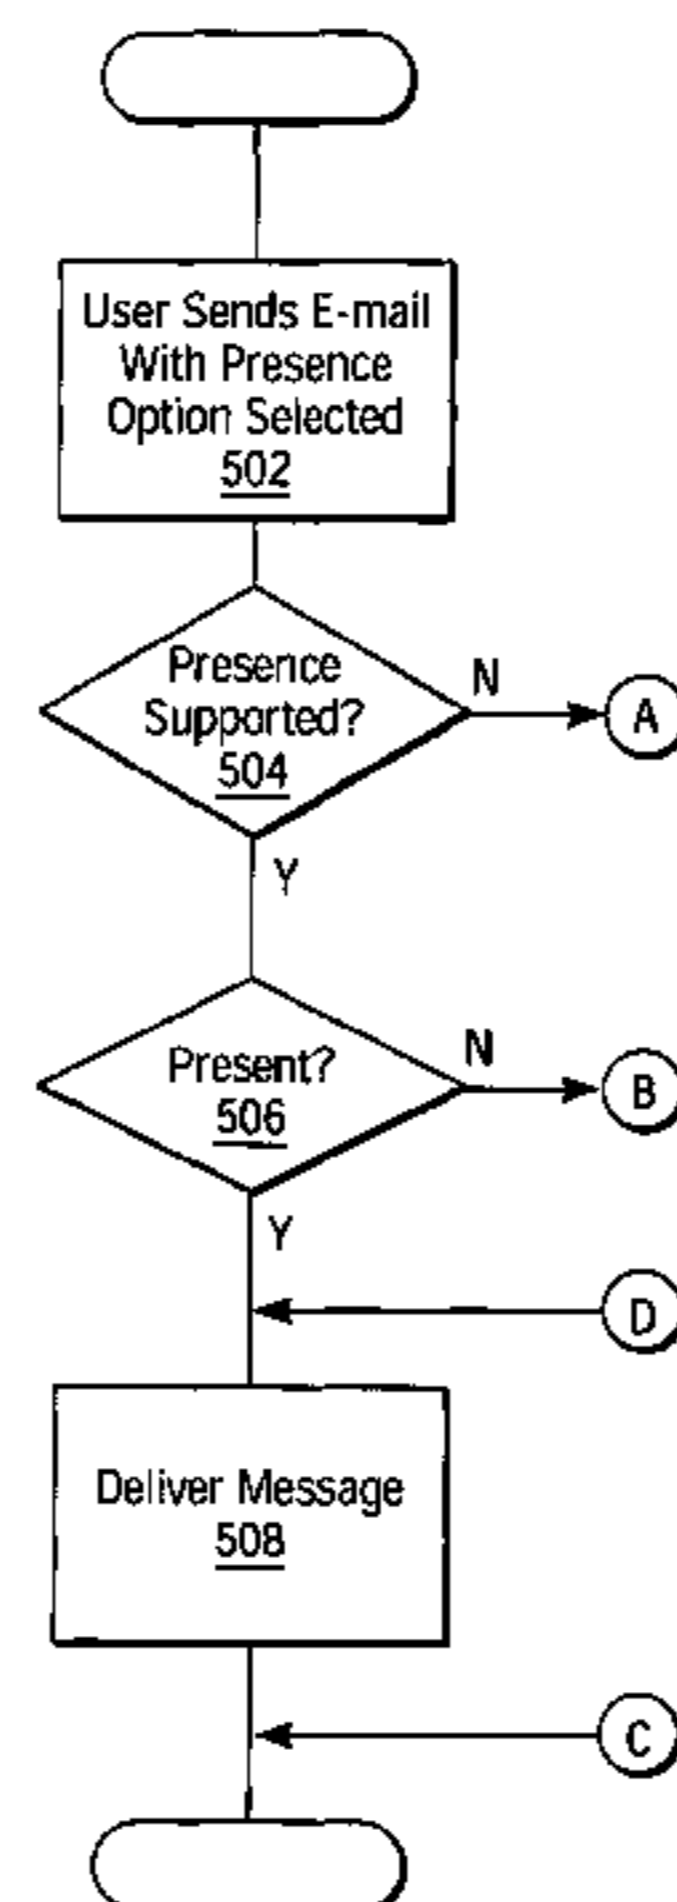 User Sends E-mail
With Presence
Option Selected
502
Presence
Supported?
504
N
A
Y
Present?
506
N
B
Y
D
Deliver Message
508
C